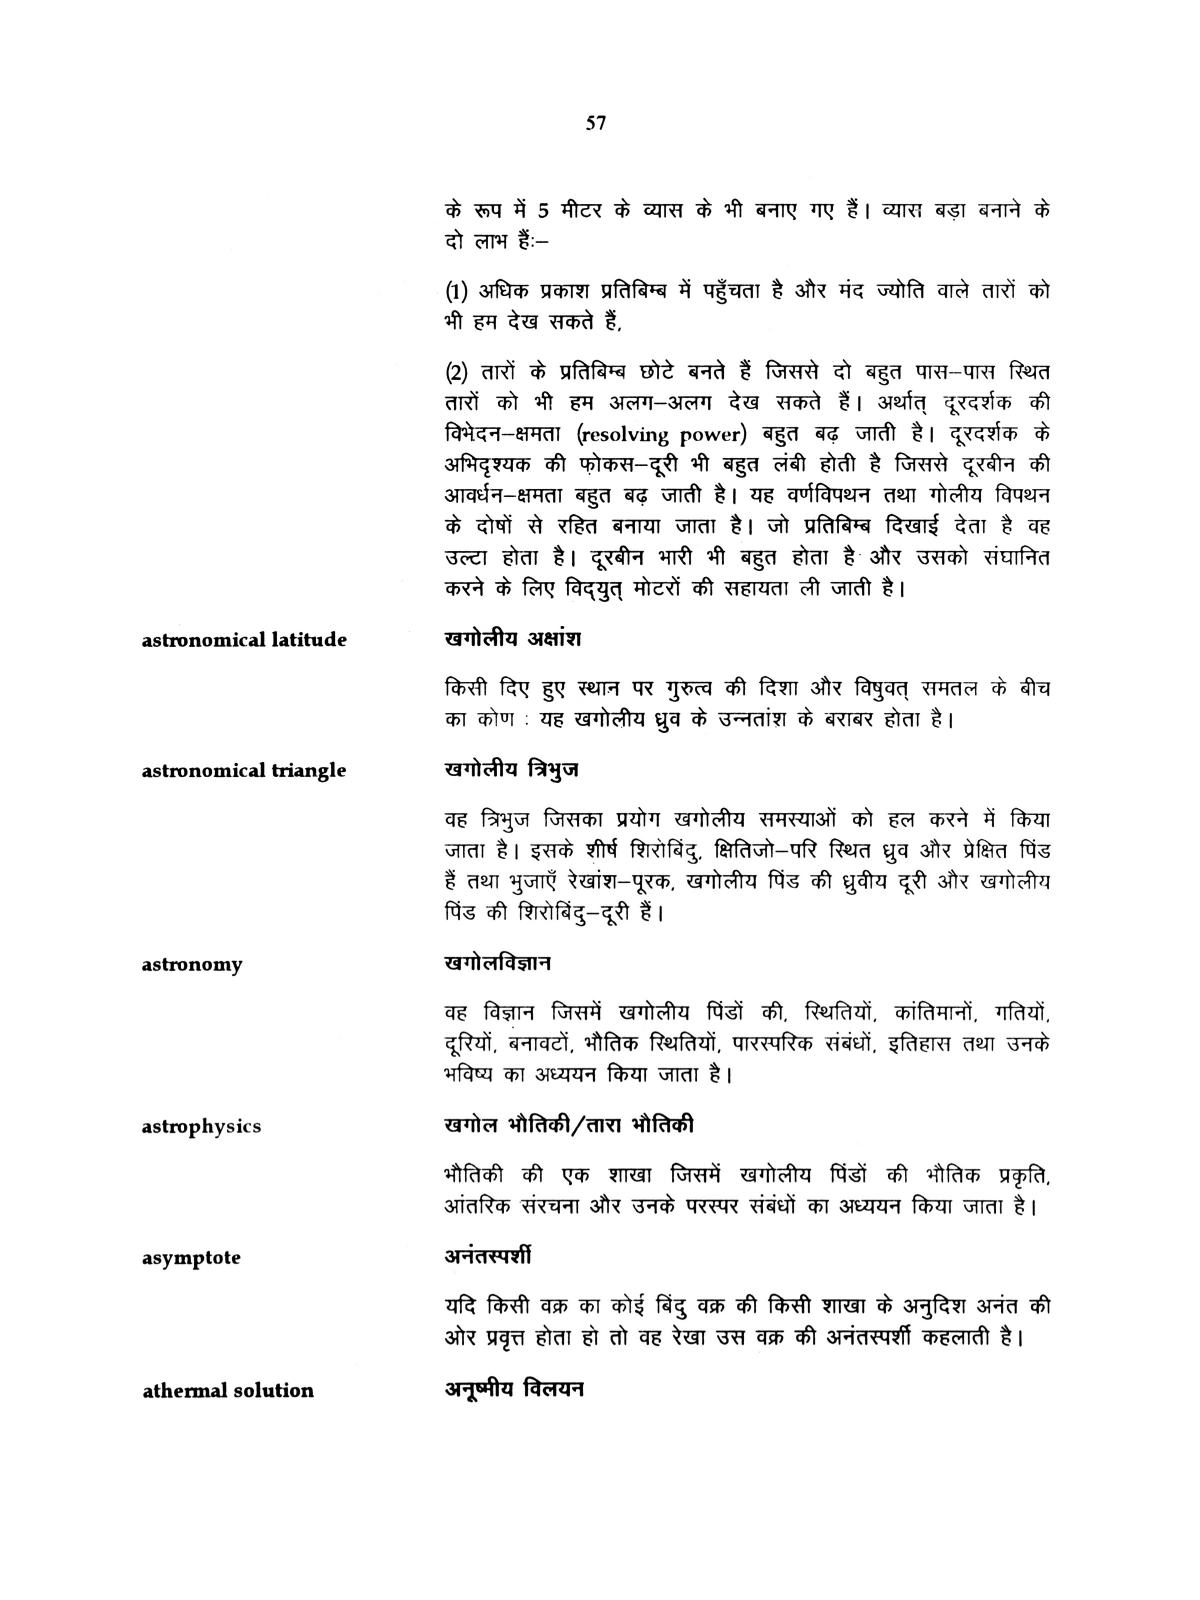 57
के रूप में 5 मीटर के व्यास के भी बनाए गए हैं। व्यास बड़ा बनाने के
दो लाभ हैं:–
(1) अधिक प्रकाश प्रतिबिम्ब में पहुँचता है और मंद ज्योति वाले तारों को
भी हम देख सकते हैं,
(2) तारों के प्रतिबिम्ब छोटे बनते हैं जिससे दो बहुत पास–पास स्थित
तारों को भी हम अलग–अलग देख सकते हैं। अर्थात् दूरदर्शक की
विभेदन–क्षमता (resolving power) बहुत बढ़ जाती है। दूरदर्शक के
अभिदृश्यक की फ़ोकस–दूरी भी बहुत लंबी होती है जिससे दूरबीन की
आवर्धन–क्षमता बहुत बढ़ जाती है। यह वर्णविपथन तथा गोलीय विपथन
के दोषों से रहित बनाया जाता है। जो प्रतिबिम्ब दिखाई देता है वह
उल्टा होता है। दूरबीन भारी भी बहुत होता है और उसको संघानित
करने के लिए विद्युत् मोटरों की सहायता ली जाती है।
astronomical latitude खगोलीय अक्षांश
किसी दिए हुए स्थान पर गुरुत्व की दिशा और विषुवत् समतल के बीच
का कोण : यह खगोलीय ध्रुव के उन्नतांश के बराबर होता है।
astronomical triangle खगोलीय त्रिभुज
वह त्रिभुज जिसका प्रयोग खगोलीय समस्याओं को हल करने में किया
जाता है। इसके शीर्ष शिरोबिंदु, क्षितिजो–परि स्थित ध्रुव और प्रेक्षित पिंड
हैं तथा भुजाएँ रेखांश–पूरक, खगोलीय पिंड की ध्रुवीय दूरी और खगोलीय
पिंड की शिरोबिंदु–दूरी हैं।
astronomy खगोलविज्ञान
वह विज्ञान जिसमें खगोलीय पिंडों की, स्थितियों, कांतिमानों, गतियों,
दूरियों, बनावटों, भौतिक स्थितियों, पारस्परिक संबंधों, इतिहास तथा उनके
भविष्य का अध्ययन किया जाता है।
astrophysics खगोल भौतिकी/तारा भौतिकी
भौतिकी की एक शाखा जिसमें खगोलीय पिंडों की भौतिक प्रकृति,
आंतरिक संरचना और उनके परस्पर संबंधों का अध्ययन किया जाता है।
asymptote अनंतस्पर्शी
यदि किसी वक्र का कोई बिंदु वक्र की किसी शाखा के अनुदिश अनंत की
ओर प्रवृत्त होता हो तो वह रेखा उस वक्र की अनंतस्पर्शी कहलाती है।
athermal solution अनूष्मीय विलयन